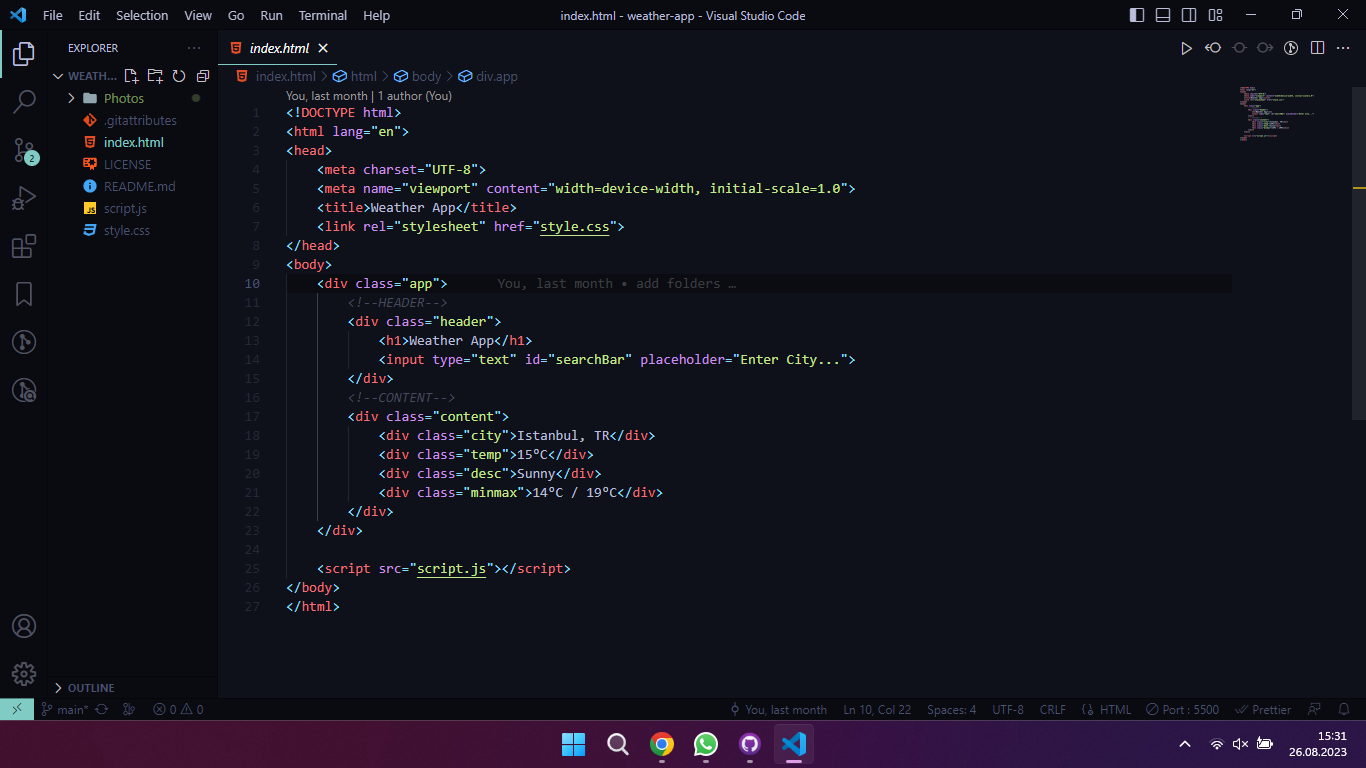 File Edit Selection View Go Run Terminal Help
index.html - weather-app - Visual Studio Code
EXPLORER
WEATH...
Photos
.gitattributes
index.html
LICENSE
README.md
script.js
style.css
OUTLINE
2
index.html
index.html > html > body > div.app
You, last month | 1 author (You)
1 <!DOCTYPE html>
2 <html lang="en">
3 <head>
4 <meta charset="UTF-8">
5 <meta name="viewport" content="width=device-width, initial-scale=1.0">
6 <title>Weather App</title>
7 <link rel="stylesheet" href="style.css">
8 </head>
9 <body>
10 <div class="app"> You, last month • add folders …
11 <!--HEADER-->
12 <div class="header">
13 <h1>Weather App</h1>
14 <input type="text" id="searchBar" placeholder="Enter City...">
15 </div>
16 <!--CONTENT-->
17 <div class="content">
18 <div class="city">Istanbul, TR</div>
19 <div class="temp">15°C</div>
20 <div class="desc">Sunny</div>
21 <div class="minmax">14°C / 19°C</div>
22 </div>
23 </div>
24
25 <script src="script.js"></script>
26 </body>
27 </html>
main* 0 0 You, last month Ln 10, Col 22 Spaces: 4 UTF-8 CRLF HTML Port : 5500 Prettier
15:31
26.08.2023